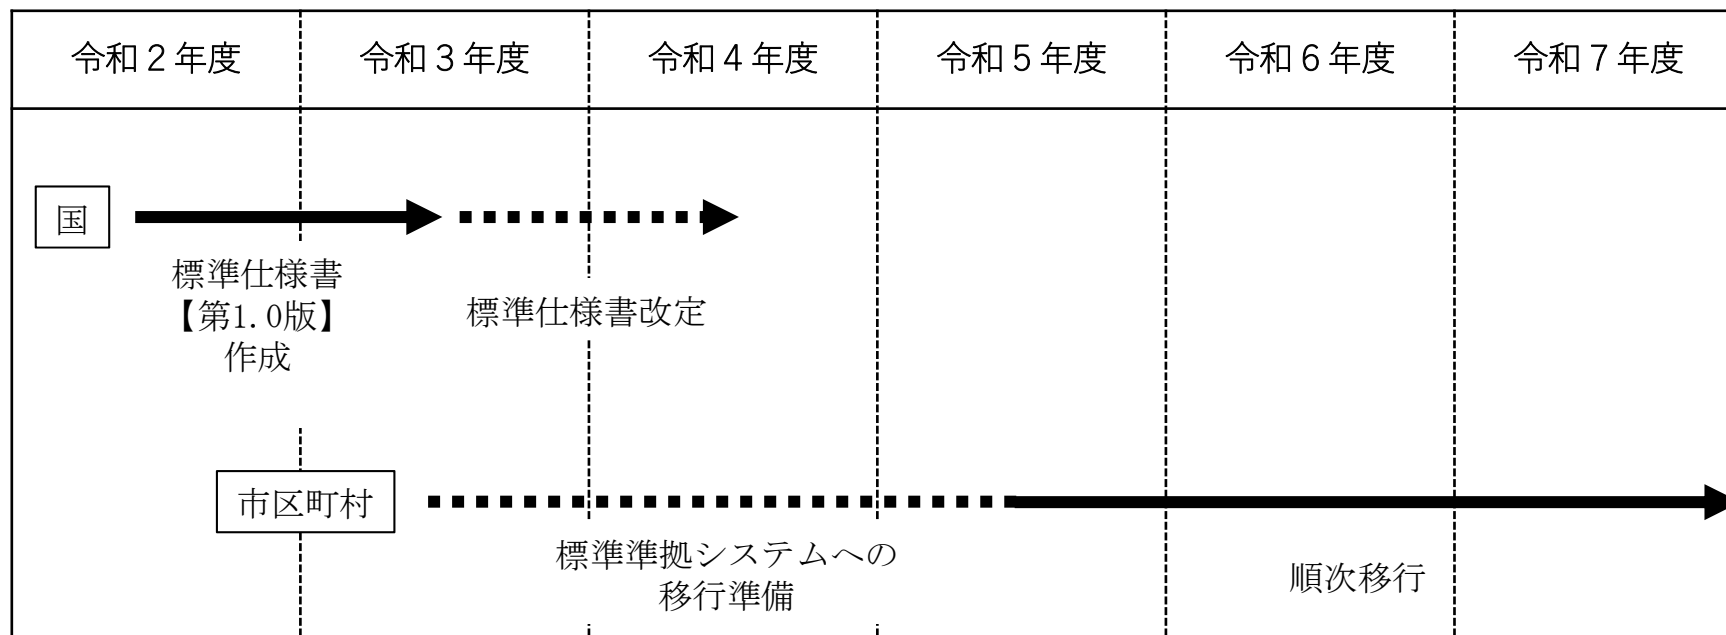 令和２年度
令和３年度
令和４年度
令和５年度
令和６年度
令和７年度
国
標準仕様書
【第1.0版】
作成
標準仕様書改定
市区町村
標準準拠システムへの
移行準備
順次移行